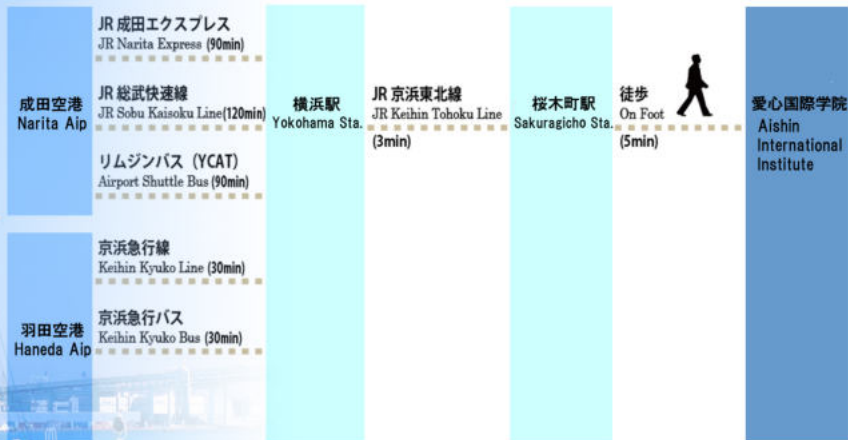 成田空港
Narita Aip
JR 成田エクスプレス
JR Narita Express (90min)
JR 総武快速線
JR Sobu Kaisoku Line(120min)
リムジンバス（YCAT）
Airport Shuttle Bus (90min)
羽田空港
Haneda Aip
京浜急行線
Keihin Kyuko Line (30min)
京浜急行バス
Keihin Kyuko Bus (30min)
横浜駅
Yokohama Sta.
JR 京浜東北線
JR Keihin Tohoku Line
(3min)
桜木町駅
Sakuragicho Sta.
徒歩
On Foot
(5min)
愛心国際学院
Aishin
International
Institute